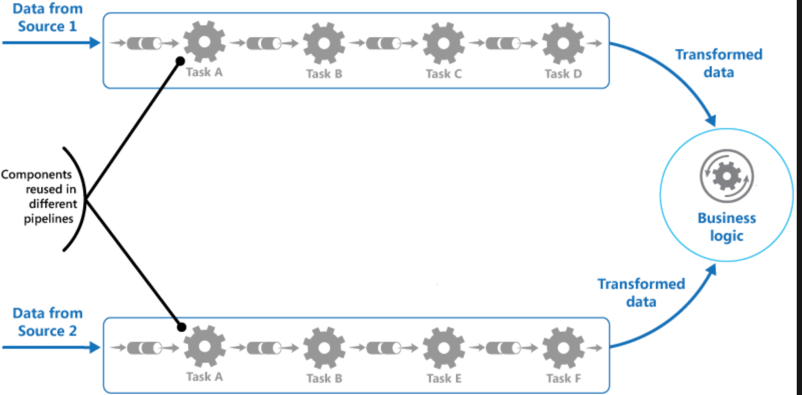 Data from
Source 1
Task A
Task B
Task C
Task D
Transformed
data
Components
reused in
different
pipelines
Business
logic
Transformed
data
Data from
Source 2
Task A
Task B
Task E
Task F